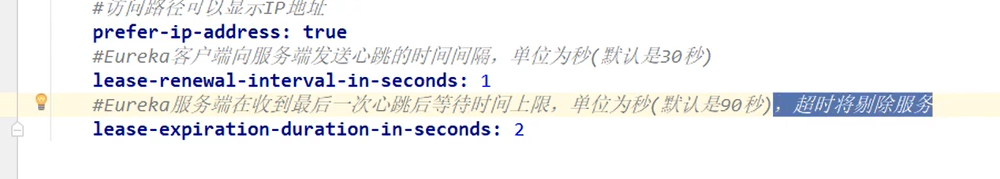 #访问路径可以显示IP地址
prefer-ip-address: true
#Eureka客户端向服务端发送心跳的时间间隔，单位为秒(默认是30秒)
lease-renewal-interval-in-seconds: 1
#Eureka服务端在收到最后一次心跳后等待时间上限，单位为秒(默认是90秒)，超时将剔除服务
lease-expiration-duration-in-seconds: 2